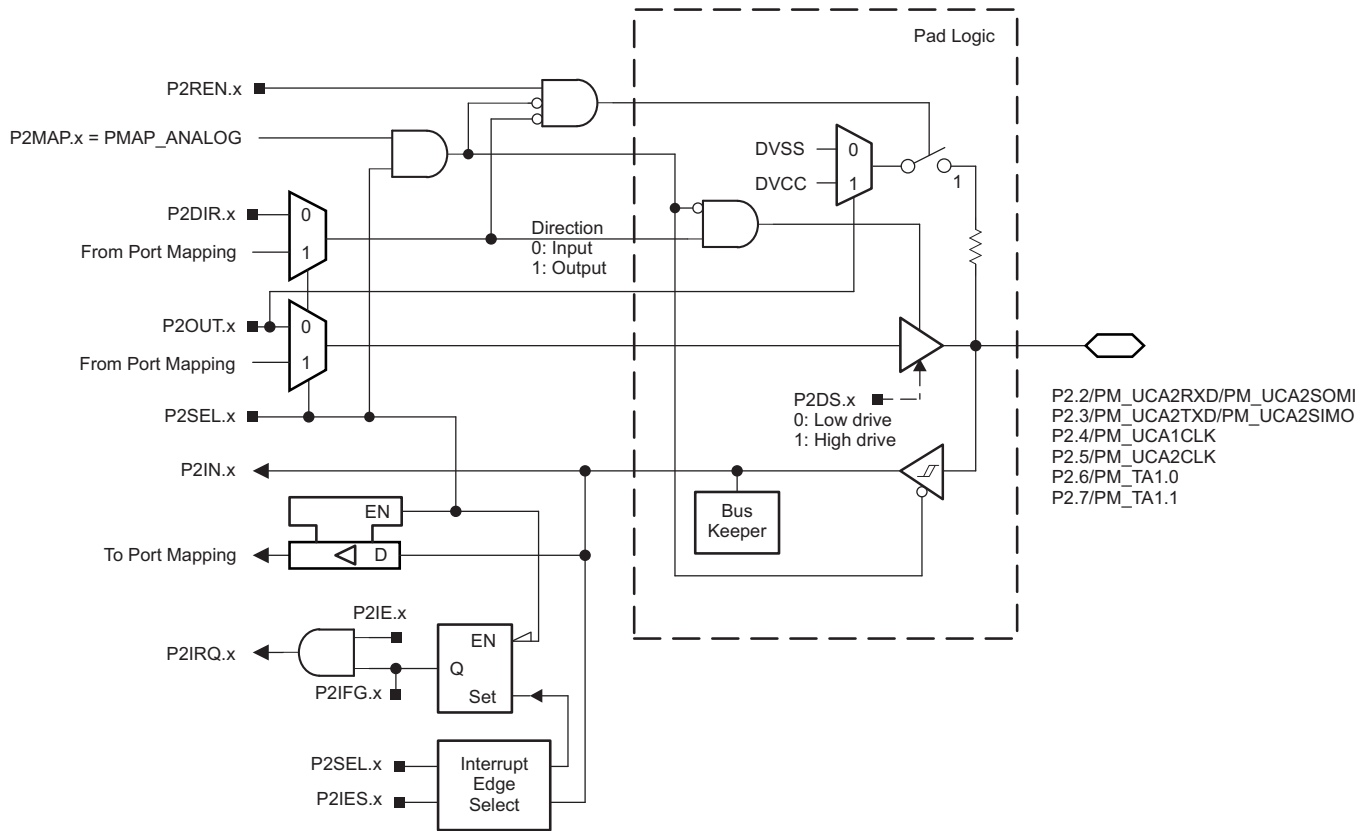 Pad Logic
P2REN.x
P2MAP.x = PMAP_ANALOG
DVSS
0
DVCC
1
1
P2DIR.x
0
From Port Mapping
1
Direction
0: Input
1: Output
P2OUT.x
0
From Port Mapping
1
P2SEL.x
P2DS.x
0: Low drive
1: High drive
P2.2/PM_UCA2RXD/PM_UCA2SOMI
P2.3/PM_UCA2TXD/PM_UCA2SIMO
P2.4/PM_UCA1CLK
P2.5/PM_UCA2CLK
P2.6/PM_TA1.0
P2.7/PM_TA1.1
P2IN.x
EN
Bus
Keeper
To Port Mapping
D
P2IE.x
P2IRQ.x
EN
Q
P2IFG.x
Set
P2SEL.x
Interrupt
Edge
Select
P2IES.x